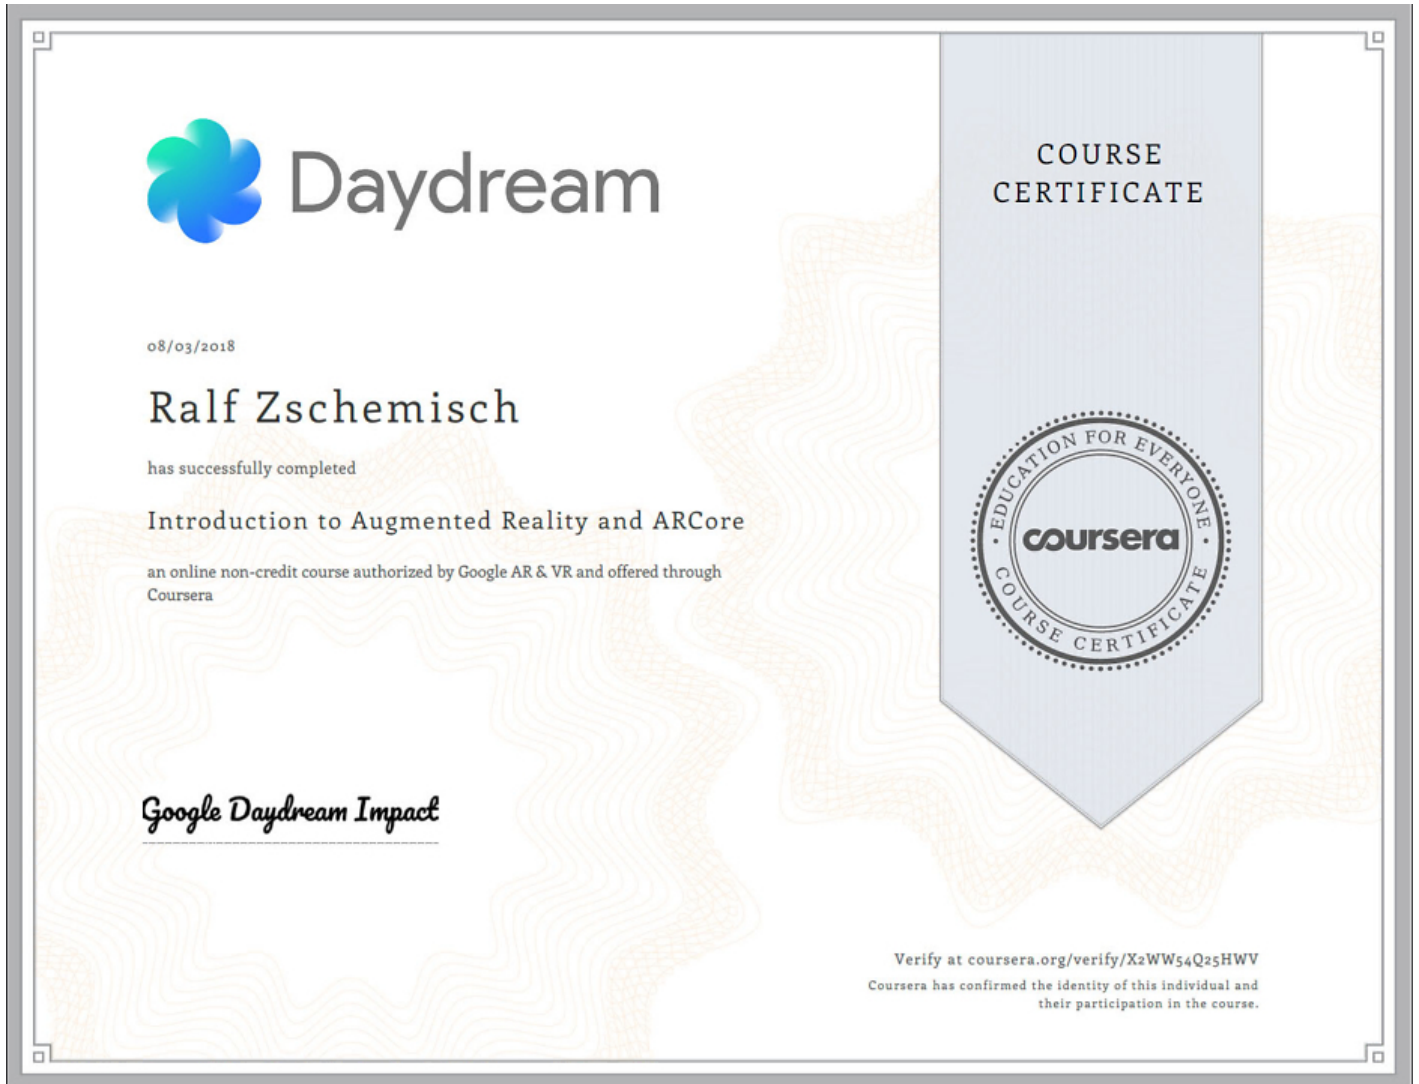 Daydream
COURSE
CERTIFICATE
08/03/2018
Ralf Zschemisch
has successfully completed
Introduction to Augmented Reality and ARCore
an online non-credit course authorized by Google AR & VR and offered through
Coursera
EDUCATION FOR EVERYONE
coursera
COURSE CERTIFICATE
Google Daydream Impact
Verify at coursera.org/verify/X2WW54Q25HWV
Coursera has confirmed the identity of this individual and
their participation in the course.